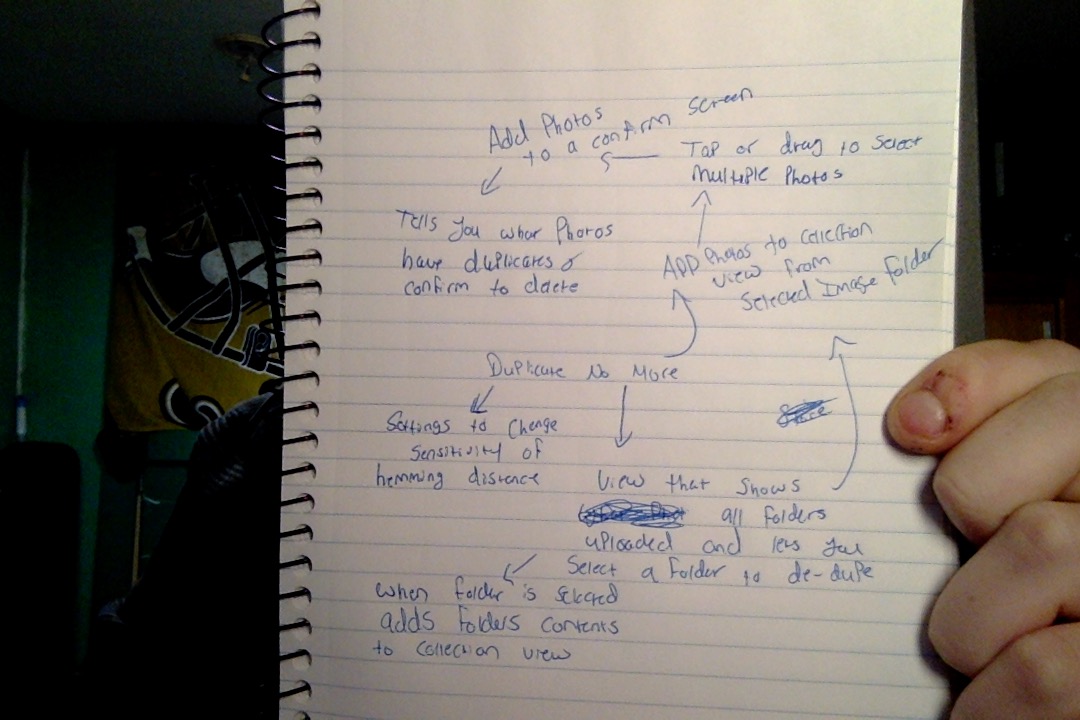 Add Photos
to a confirm screen
Tap or drag to select
multiple photos
Tells you what Photos
have duplicates &
confirm to delete
ADD photos to collection
view from
selected Image folder
Duplicate No More
Settings to change
sensitivity of
hemming distance
View that shows
all folders
uploaded and lets you
select a folder to de-dupe
when folder is selected
adds folders contents
to collection view